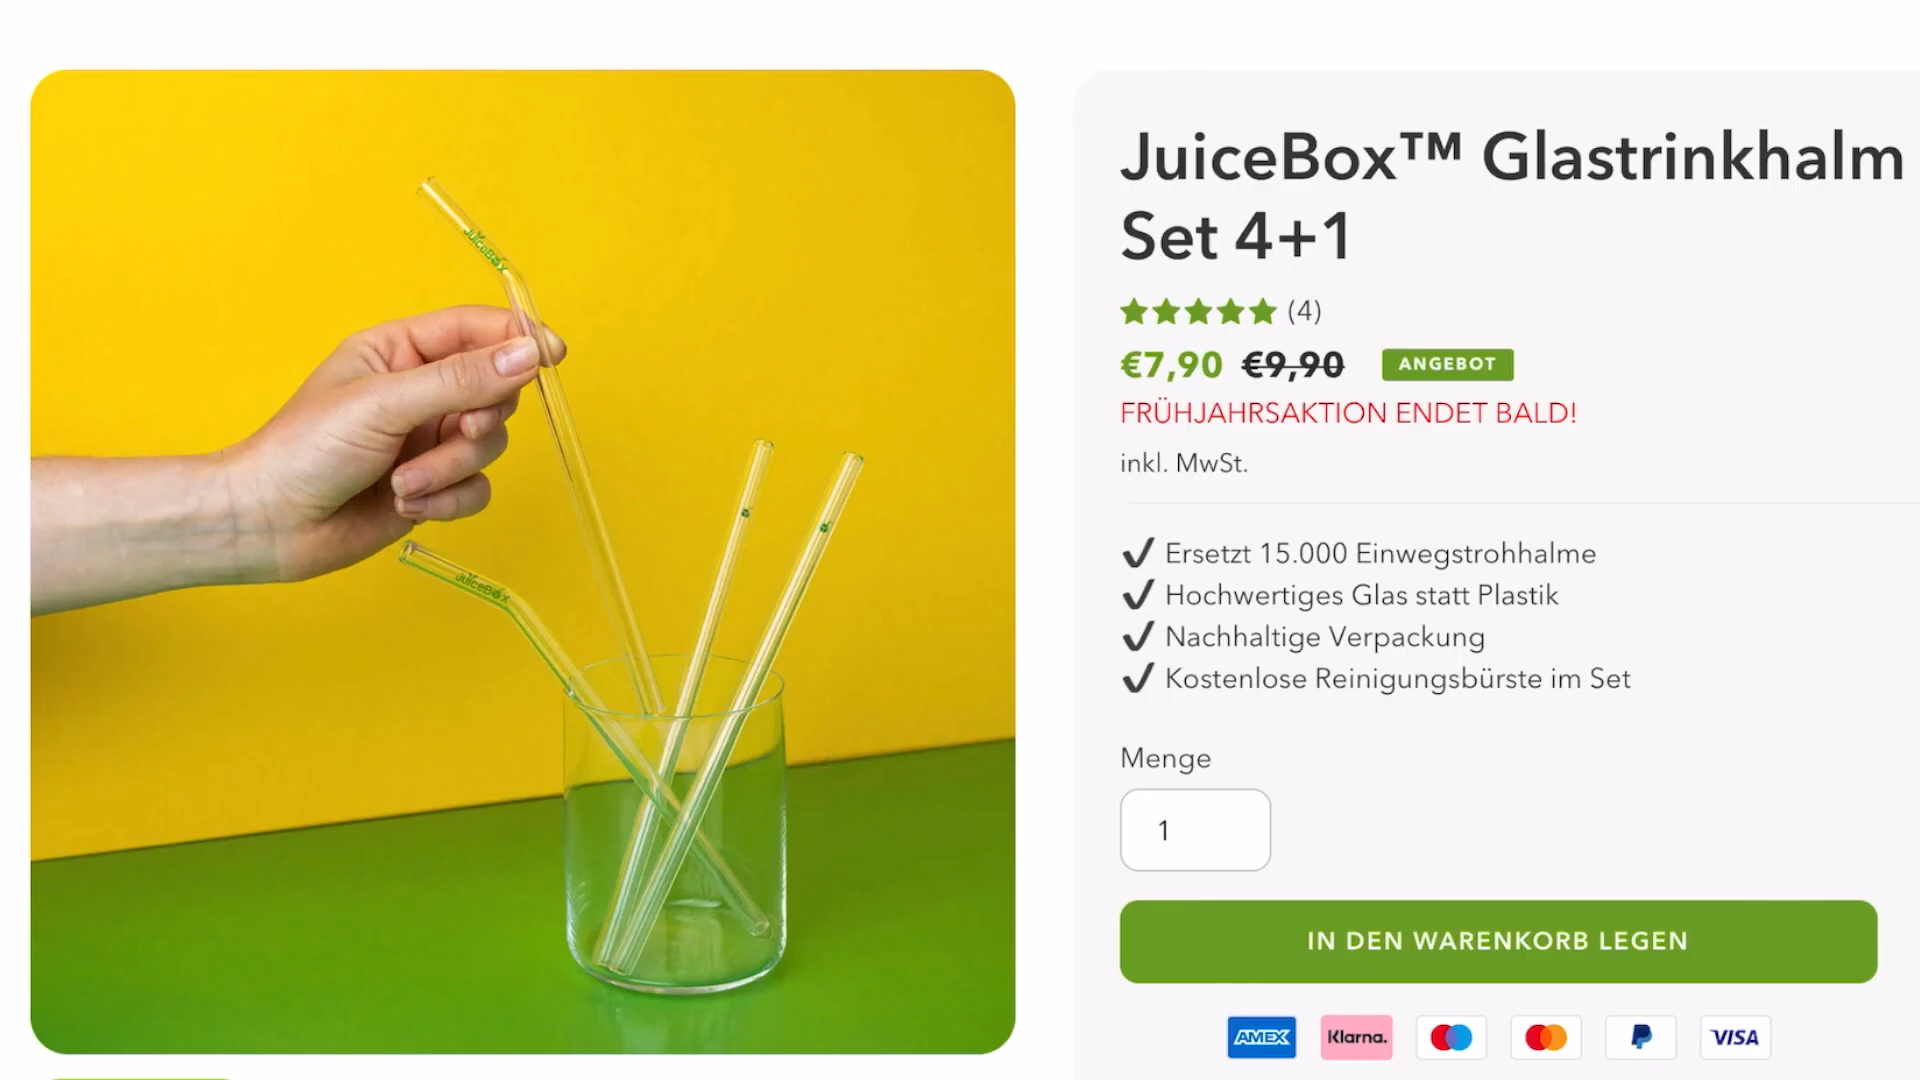 JuiceBox™ Glastrinkhalm
Set 4+1
(4)
€7,90 €9,90 ANGEBOT
FRÜHJAHRSAKTION ENDET BALD!
inkl. MwSt.
✔ Ersetzt 15.000 Einwegstrohhalme
✔ Hochwertiges Glas statt Plastik
✔ Nachhaltige Verpackung
✔ Kostenlose Reinigungsbürste im Set
Menge
1
IN DEN WARENKORB LEGEN
AMEX Klarna. VISA
JuiceBox
JuiceBox